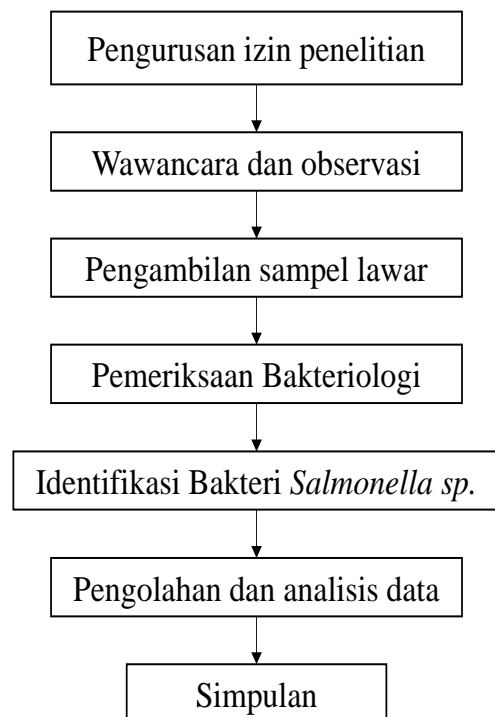 Pengurusan izin penelitian
Wawancara dan observasi
Pengambilan sampel lawar
Pemeriksaan Bakteriologi
Identifikasi Bakteri Salmonella sp.
Pengolahan dan analisis data
Simpulan